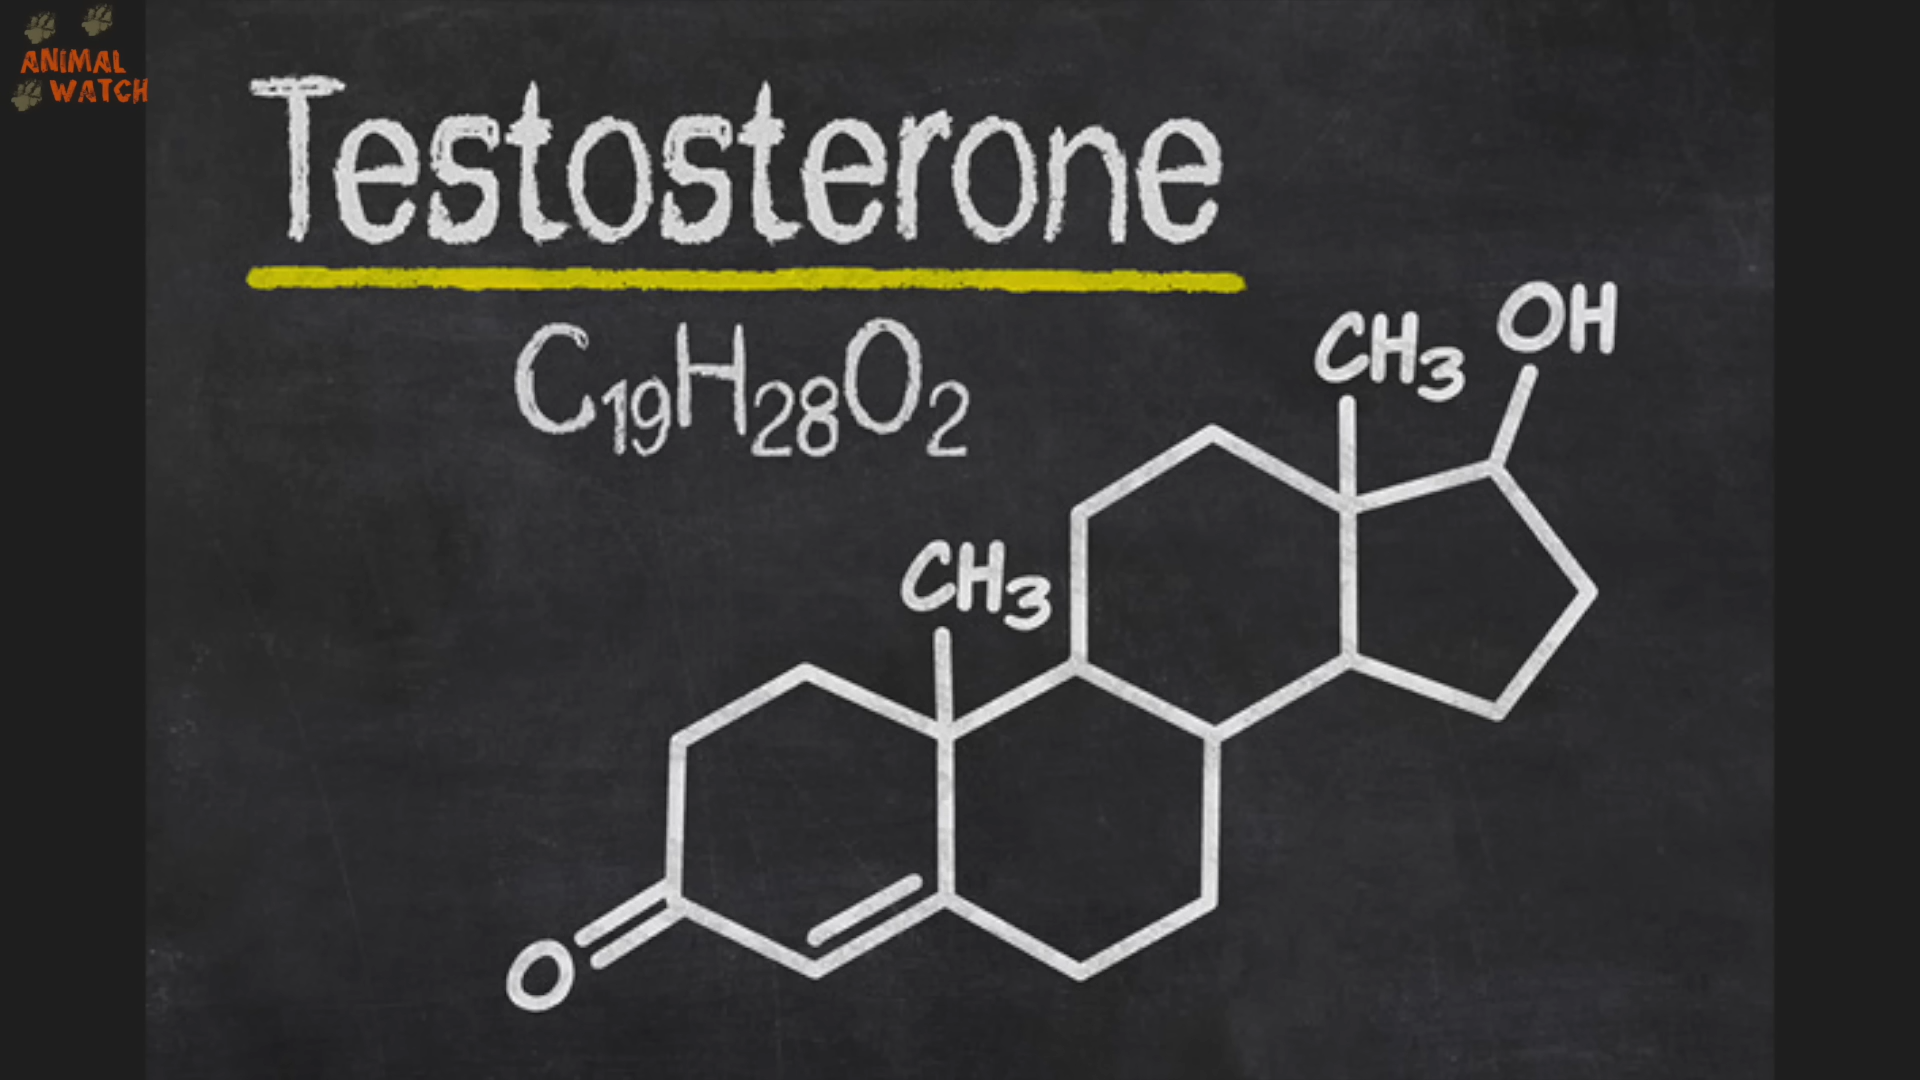 ANIMAL
WATCH
Testosterone
C₁₉H₂₈O₂
OH
CH₃
CH₃
O